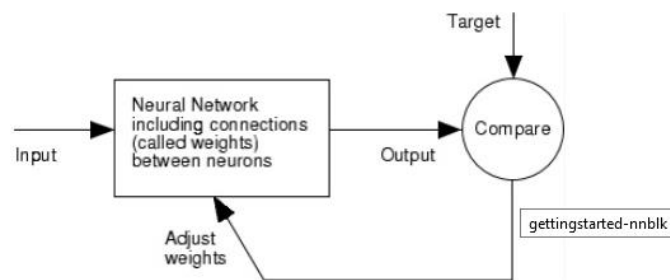 Target
Neural Network
including connections
(called weights)
between neurons
Compare
Input
Output
gettingstarted-nnblk
Adjust
weights